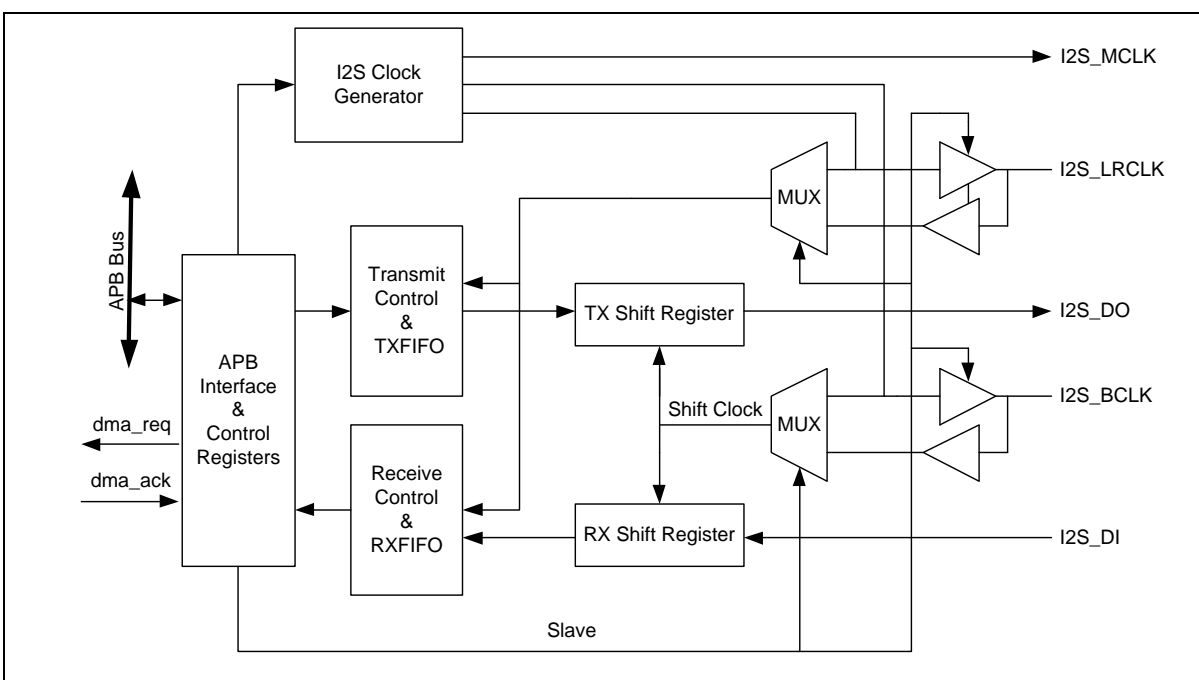 I2S Clock
Generator
I2S_MCLK
I2S_LRCLK
MUX
APB Bus
Transmit
Control
&
TXFIFO
TX Shift Register
I2S_DO
APB
Interface
&
Control
Registers
Shift Clock
MUX
I2S_BCLK
dma_req
dma_ack
Receive
Control
&
RXFIFO
RX Shift Register
I2S_DI
Slave